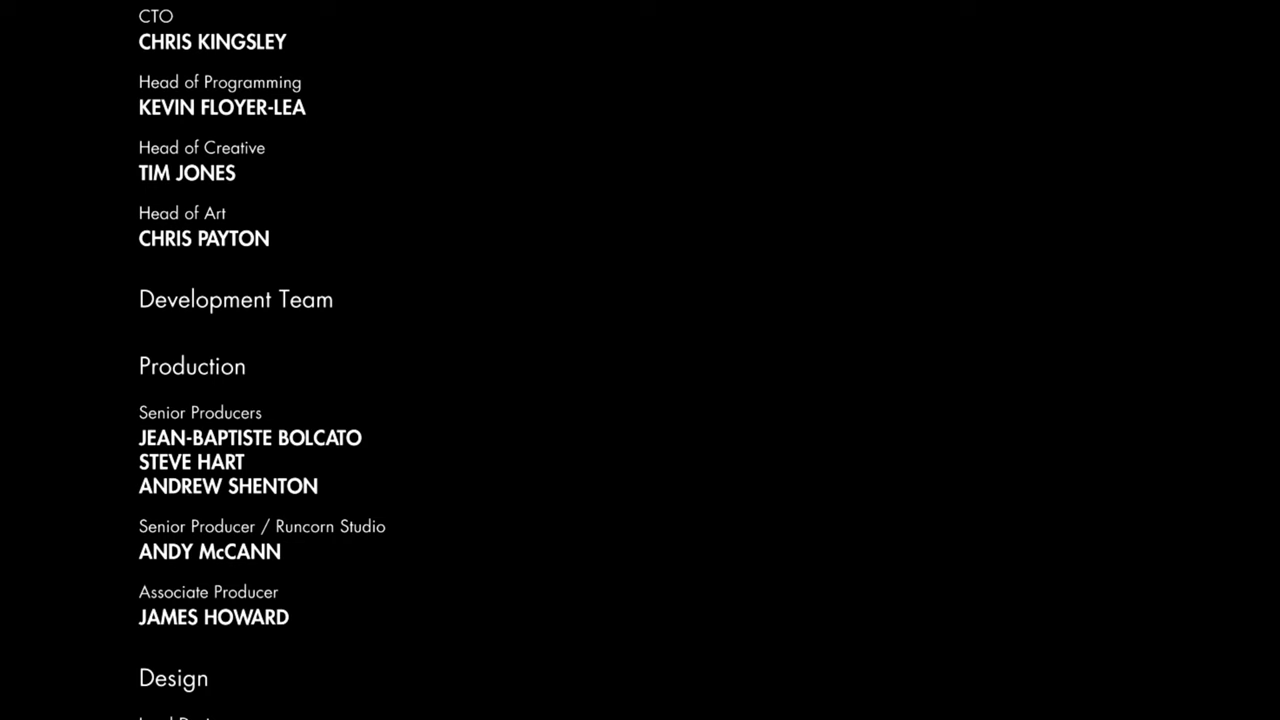 CTO
CHRIS KINGSLEY
Head of Programming
KEVIN FLOYER-LEA
Head of Creative
TIM JONES
Head of Art
CHRIS PAYTON
Development Team
Production
Senior Producers
JEAN-BAPTISTE BOLCATO
STEVE HART
ANDREW SHENTON
Senior Producer / Runcorn Studio
ANDY McCANN
Associate Producer
JAMES HOWARD
Design